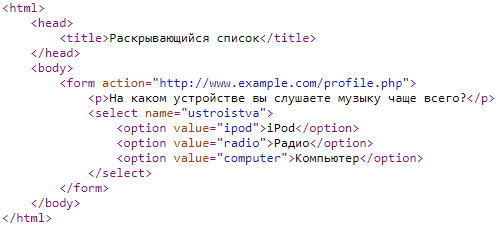 <html>
<head>
<title>Раскрывающийся список</title>
</head>
<body>
<form action="http://www.example.com/profile.php">
<p>На каком устройстве вы слушаете музыку чаще всего?</p>
<select name="ustroistva">
<option value="ipod">iPod</option>
<option value="radio">Радио</option>
<option value="computer">Компьютер</option>
</select>
</form>
</body>
</html>